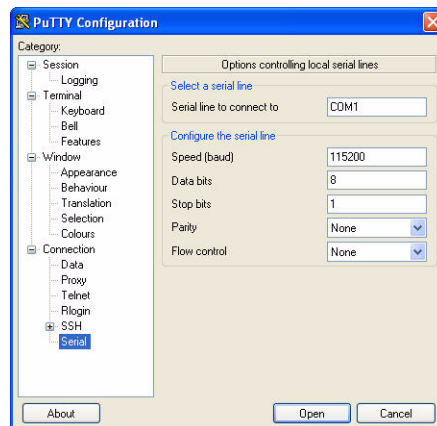 PuTTY Configuration
Category:
Session
Logging
Terminal
Keyboard
Bell
Features
Window
Appearance
Behaviour
Translation
Selection
Colours
Connection
Data
Proxy
Telnet
Rlogin
SSH
Serial
Options controlling local serial lines
Select a serial line
Serial line to connect to COM1
Configure the serial line
Speed (baud) 115200
Data bits 8
Stop bits 1
Parity None
Flow control None
About Open Cancel